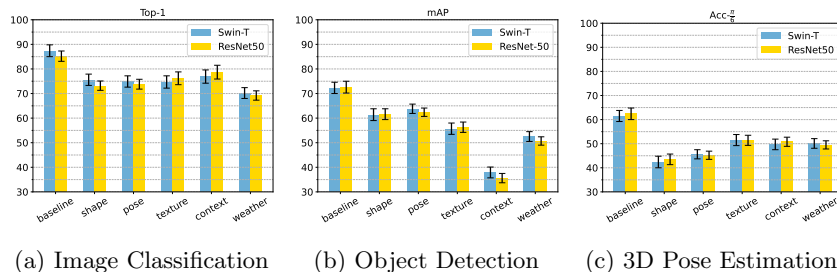 Top-1
100
90
80
70
60
50
40
30
Swin-T
ResNet50
baseline
shape
pose
texture
context
weather
(a) Image Classification
mAP
100
90
80
70
60
50
40
30
Swin-T
ResNet-50
baseline
shape
pose
texture
context
weather
(b) Object Detection
Acc-π/6
100
90
80
70
60
50
40
30
Swin-T
ResNet50
baseline
shape
pose
texture
context
weather
(c) 3D Pose Estimation